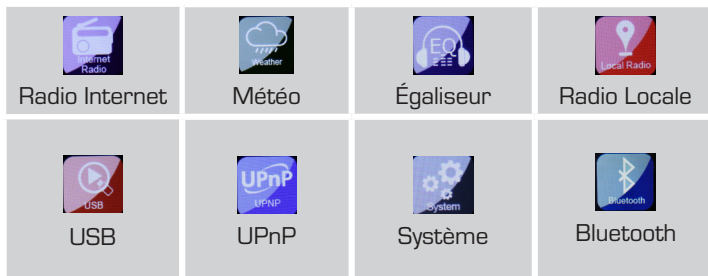 Internet
Radio
Radio Internet
Weather
Météo
EQ
Égaliseur
Local Radio
Radio Locale
USB
USB
UPnP
UPNP
UPnP
System
Système
Bluetooth
Bluetooth